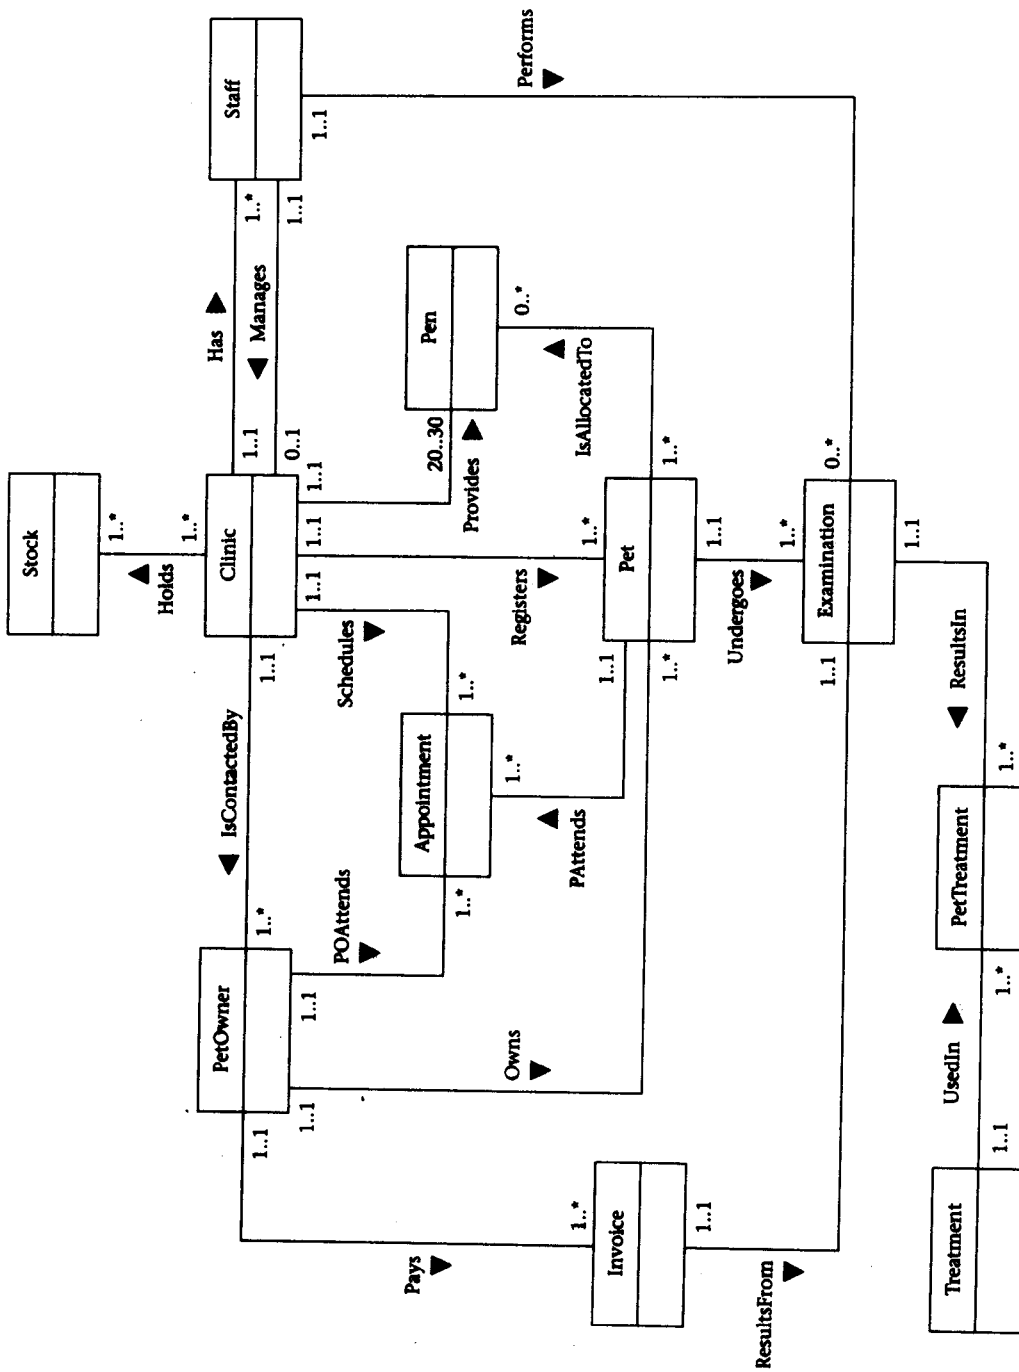 Stock
1..*
Holds
1..*
Has
PetOwner
IsContactedBy
Clinic
Staff
1..1
1..*
Manages
1..1
1..*
1..1
0..1
1..1
1..1
1..1
1..1
1..1
1..1
1..1
POAttends
Schedules
Pays
Appointment
20..30
Pen
1..*
1..*
Provides
Owns
1..*
Registers
0..*
Performs
1..*
PAttends
1..*
IsAllocatedTo
1..1
Invoice
Pet
1..*
1..*
1..1
1..1
Undergoes
ResultsFrom
1..*
1..1
Examination
0..*
1..1
Treatment
UsedIn
PetTreatment
ResultsIn
1..1
1..*
1..*